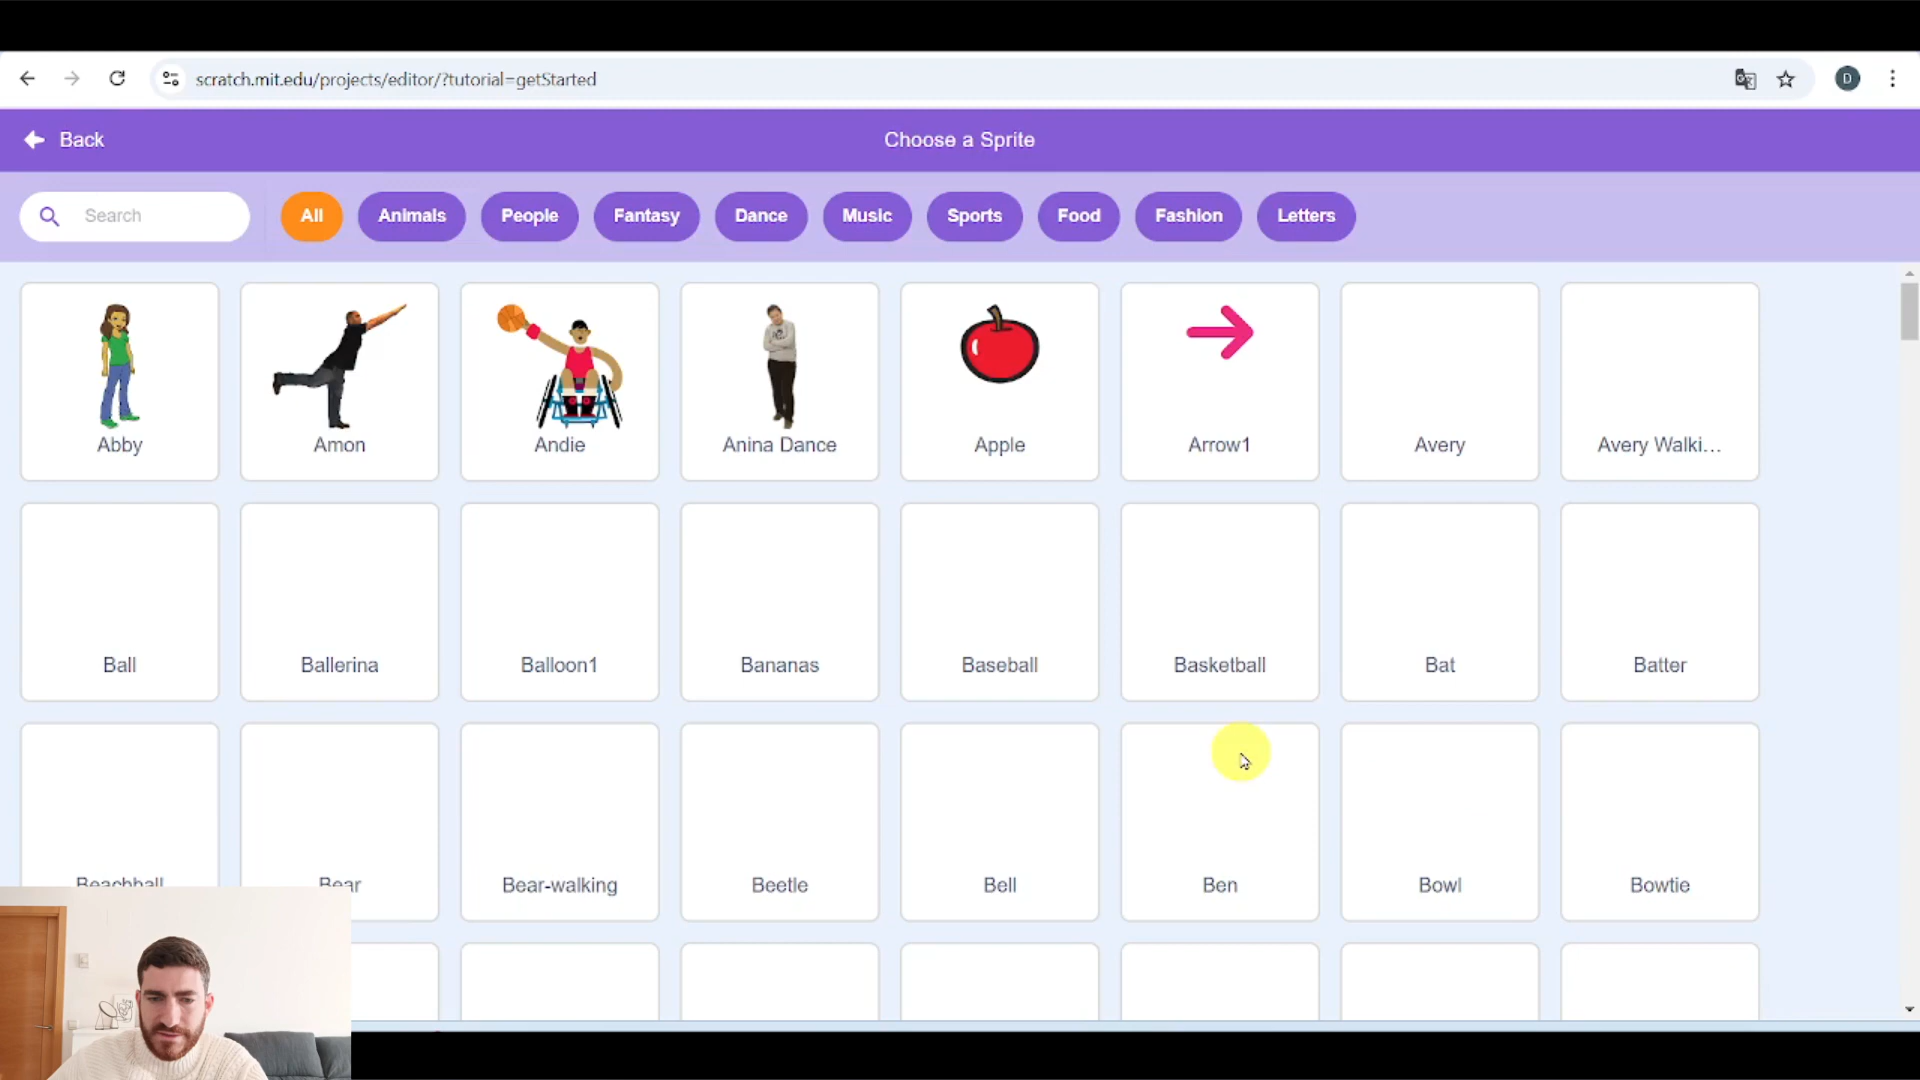 scratch.mit.edu/projects/editor/?tutorial=getStarted
D
Back
Choose a Sprite
Search
All
Animals
People
Fantasy
Dance
Music
Sports
Food
Fashion
Letters
Abby
Amon
Andie
Anina Dance
Apple
Arrow1
Avery
Avery Walki...
Ball
Ballerina
Balloon1
Bananas
Baseball
Basketball
Bat
Batter
Beachball
Bear
Bear-walking
Beetle
Bell
Ben
Bowl
Bowtie